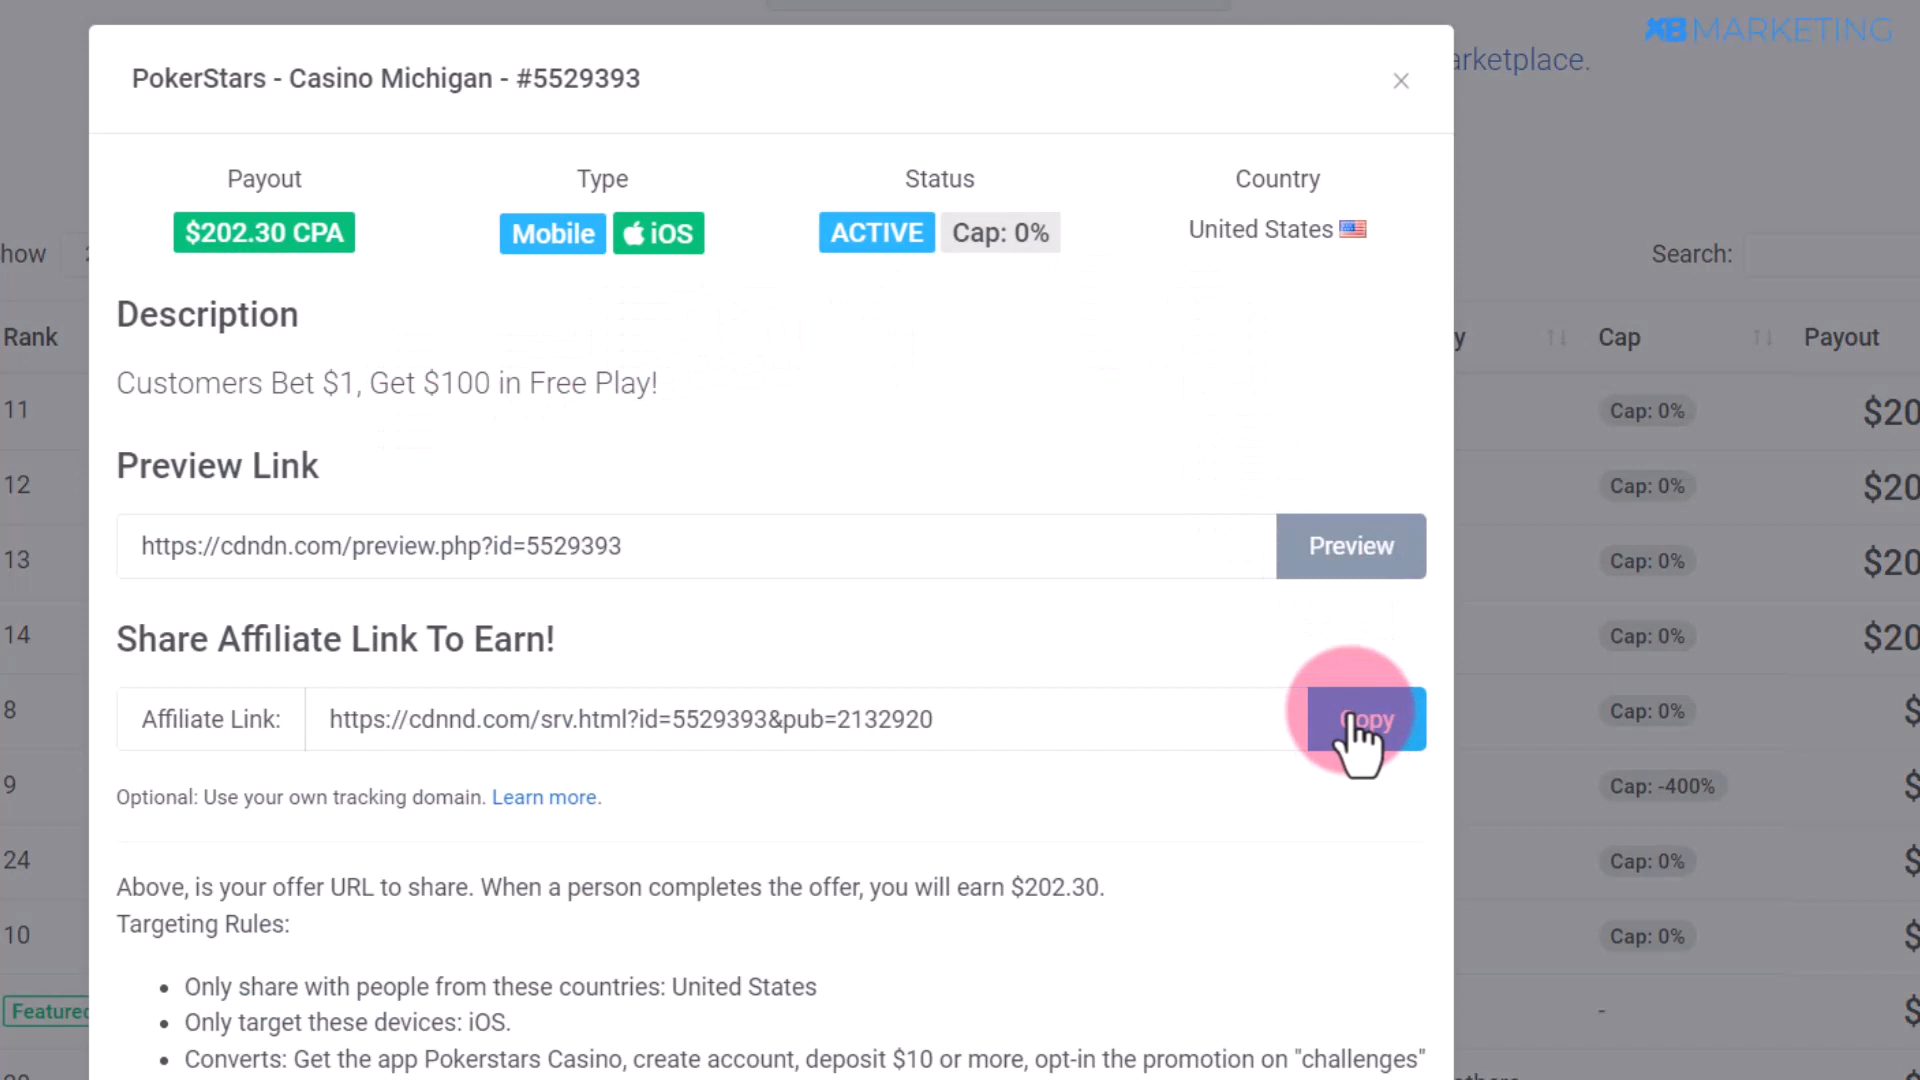 XB MARKETING
PokerStars - Casino Michigan - #5529393
×
arketplace.
Payout
Type
Status
Country
$202.30 CPA
Mobile
iOS
ACTIVE
Cap: 0%
United States
how
Search:
Description
Rank
y
Cap
Payout
Customers Bet $1, Get $100 in Free Play!
11
Cap: 0%
$20
Preview Link
12
Cap: 0%
$20
https://cdndn.com/preview.php?id=5529393
Preview
13
Cap: 0%
$20
Share Affiliate Link To Earn!
14
Cap: 0%
$20
Affiliate Link:
https://cdnnd.com/srv.html?id=5529393&pub=2132920
Copy
8
Cap: 0%
$
Optional: Use your own tracking domain. Learn more.
9
Cap: -400%
$
24
Cap: 0%
$
Above, is your offer URL to share. When a person completes the offer, you will earn $202.30.
Targeting Rules:
10
Cap: 0%
$
• Only share with people from these countries: United States
Featured
-
$
• Only target these devices: iOS.
• Converts: Get the app Pokerstars Casino, create account, deposit $10 or more, opt-in the promotion on "challenges"